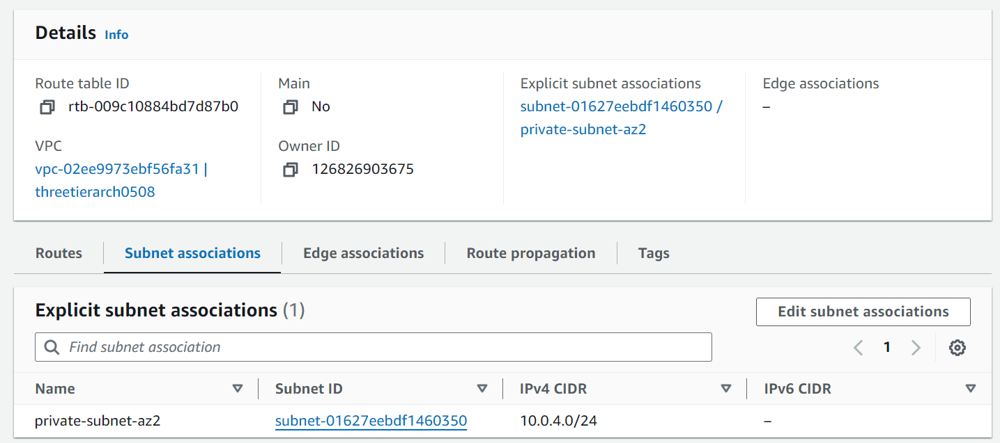 Details Info
Route table ID
rtb-009c10884bd7d87b0
VPC
vpc-02ee9973ebf56fa31 |
threetierarch0508
Main
No
Owner ID
126826903675
Explicit subnet associations
subnet-01627eebdf1460350 /
private-subnet-az2
Edge associations
–
Routes Subnet associations Edge associations Route propagation Tags
Explicit subnet associations (1)
Edit subnet associations
Find subnet association
1
Name Subnet ID IPv4 CIDR IPv6 CIDR
private-subnet-az2 subnet-01627eebdf1460350 10.0.4.0/24 –